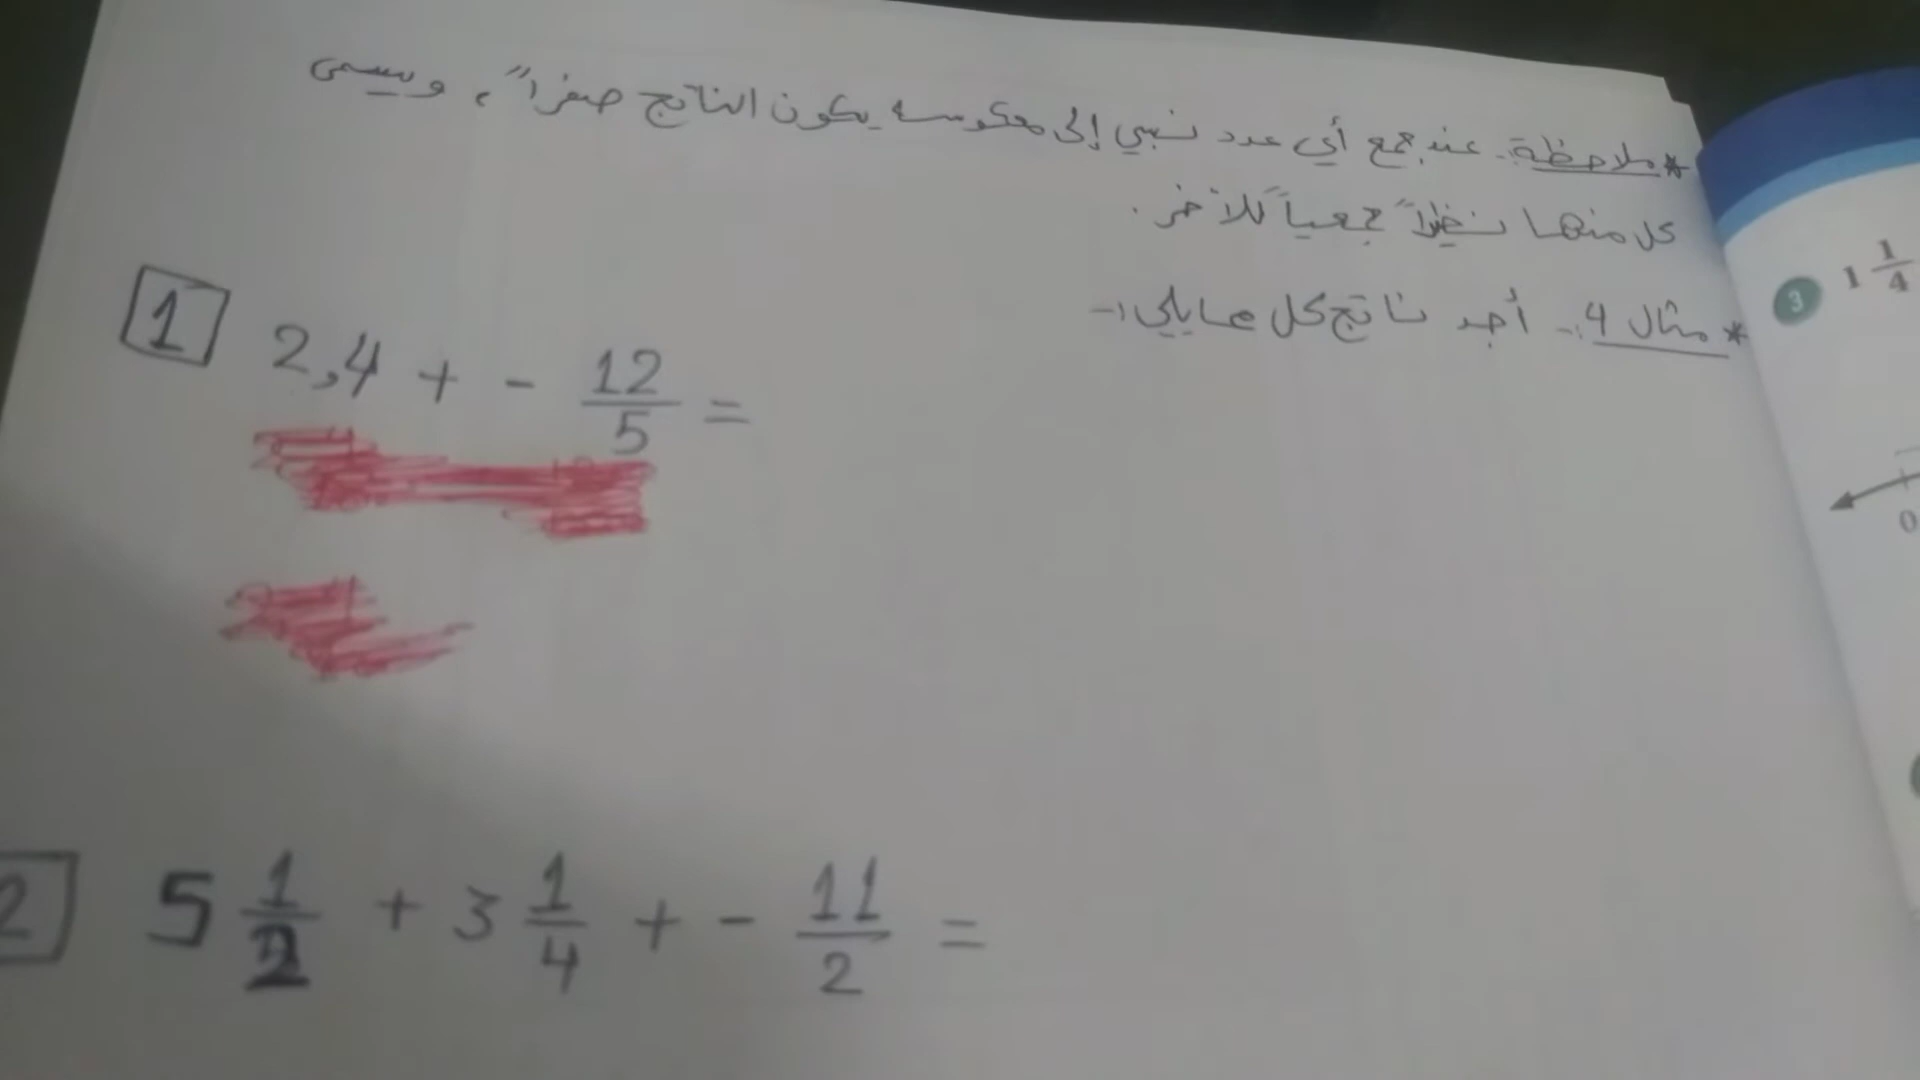 * ملاحظة:- عند جمع أي عدد نسبي إلى معكوسه يكون الناتج صفراً، ويسمى
كل منهما نظيراً جمعياً للآخر.
* مثال 4:- أجد ناتج كل مما يلي:-
1 2,4 + - 12/5 =
2 5 1/2 + 3 1/4 + - 11/2 =
3 1 1/4
0